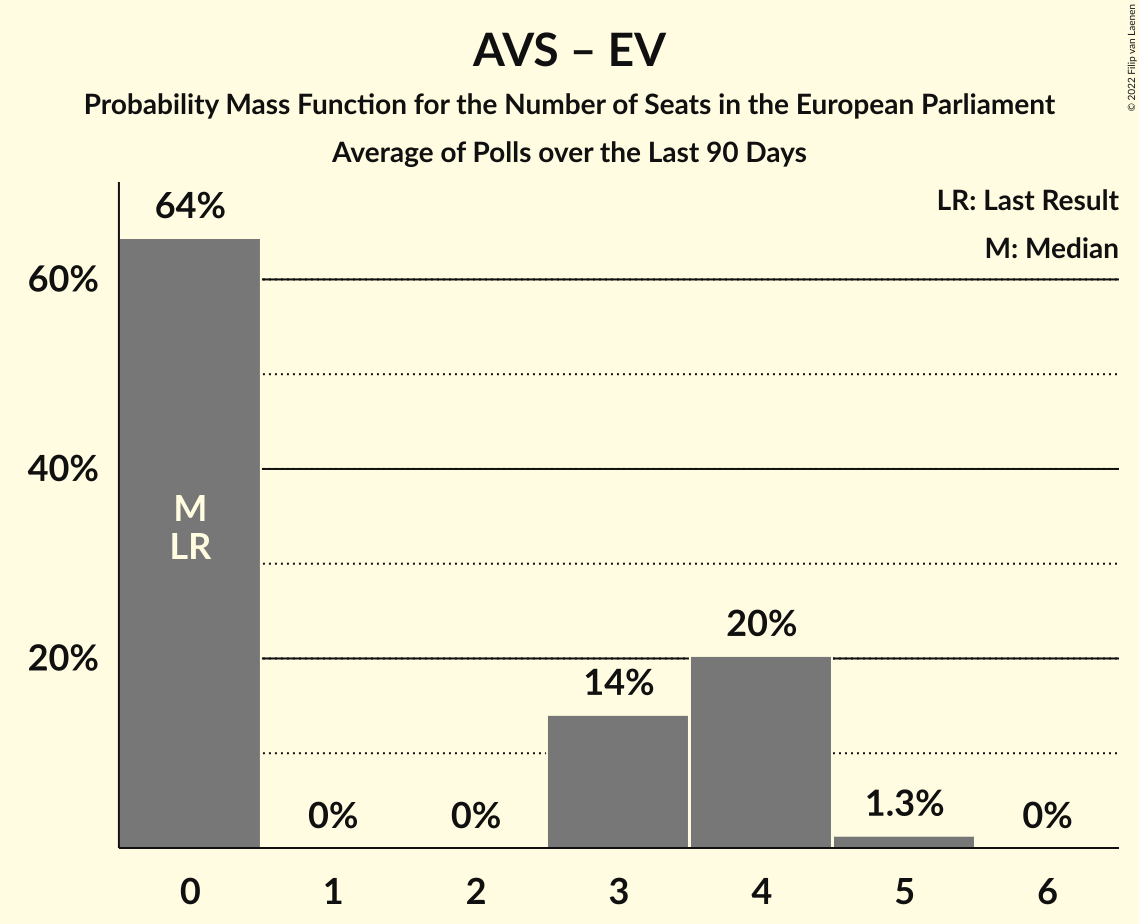 AVS – EV
Probability Mass Function for the Number of Seats in the European Parliament
Average of Polls over the Last 90 Days
© 2022 Filip van Laenen
LR: Last Result
M: Median
64%
60%
40%
20%
M
LR
0%
0%
14%
20%
1.3%
0%
0 1 2 3 4 5 6